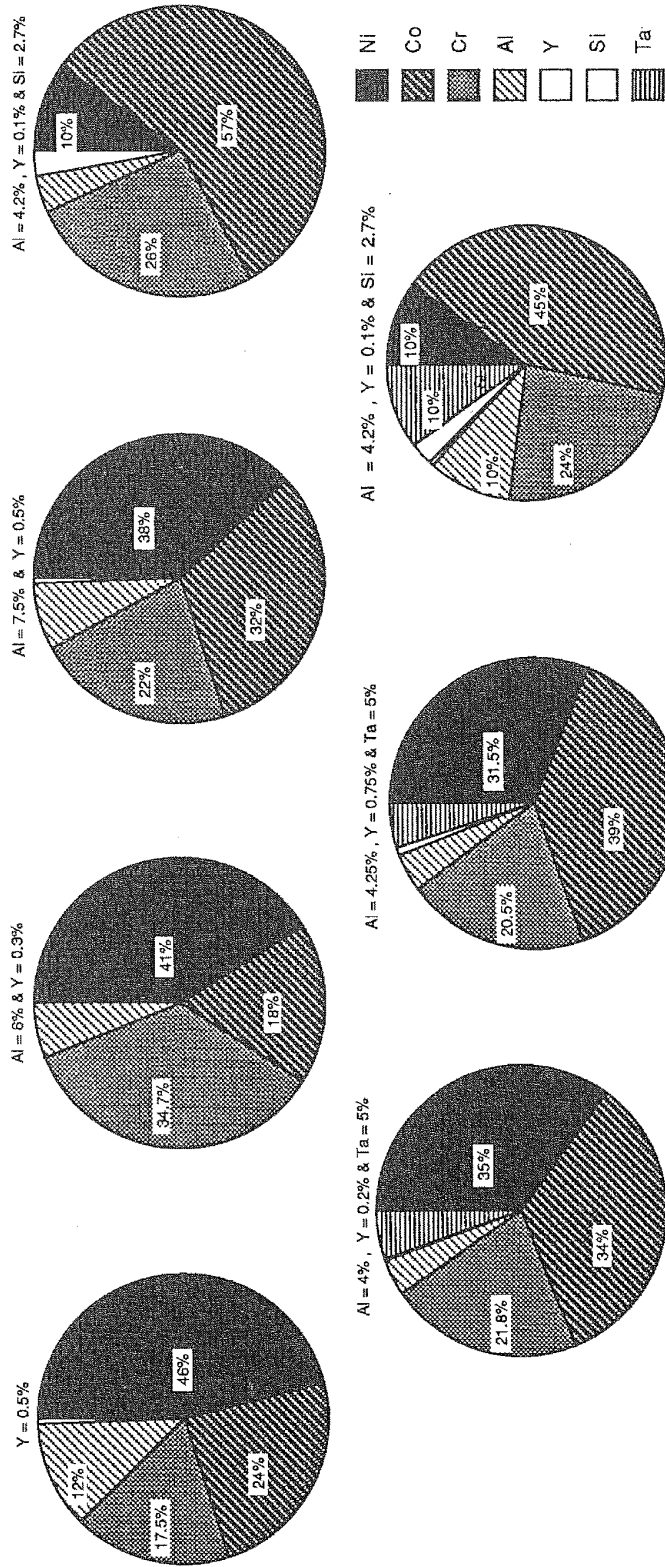 Y = 0.5%
46%
24%
17.5%
12%
Al = 6% & Y = 0.3%
41%
18%
34.7%
Al = 7.5% & Y = 0.5%
38%
32%
22%
Al = 4.2% , Y = 0.1% & Si = 2.7%
10%
57%
26%
Al = 4% , Y = 0.2% & Ta = 5%
35%
34%
21.8%
Al = 4.25% , Y = 0.75% & Ta = 5%
31.5%
39%
20.5%
Al = 4.2% , Y = 0.1% & Si = 2.7%
10%
45%
24%
10%
10%
Ni
Co
Cr
Al
Y
Si
Ta